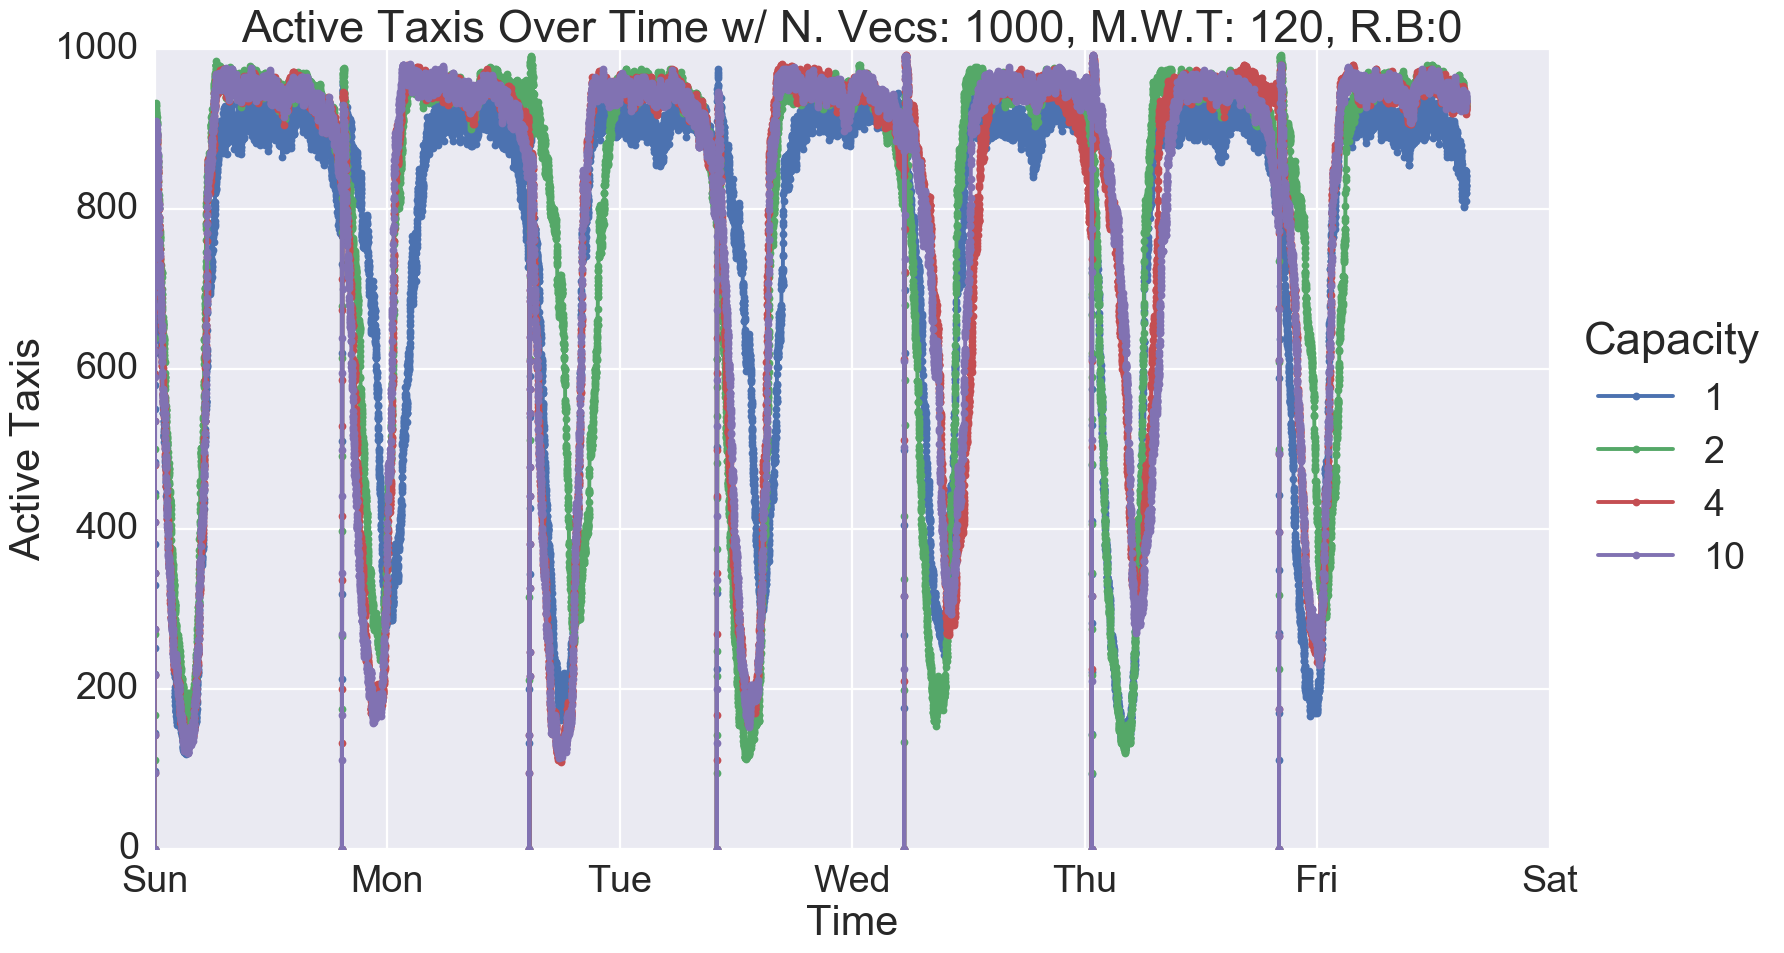 Active Taxis Over Time w/ N. Vecs: 1000, M.W.T: 120, R.B:0
1000
800
600
400
200
0
Active Taxis
Sun Mon Tue Wed Thu Fri Sat
Time
Capacity
1
2
4
10